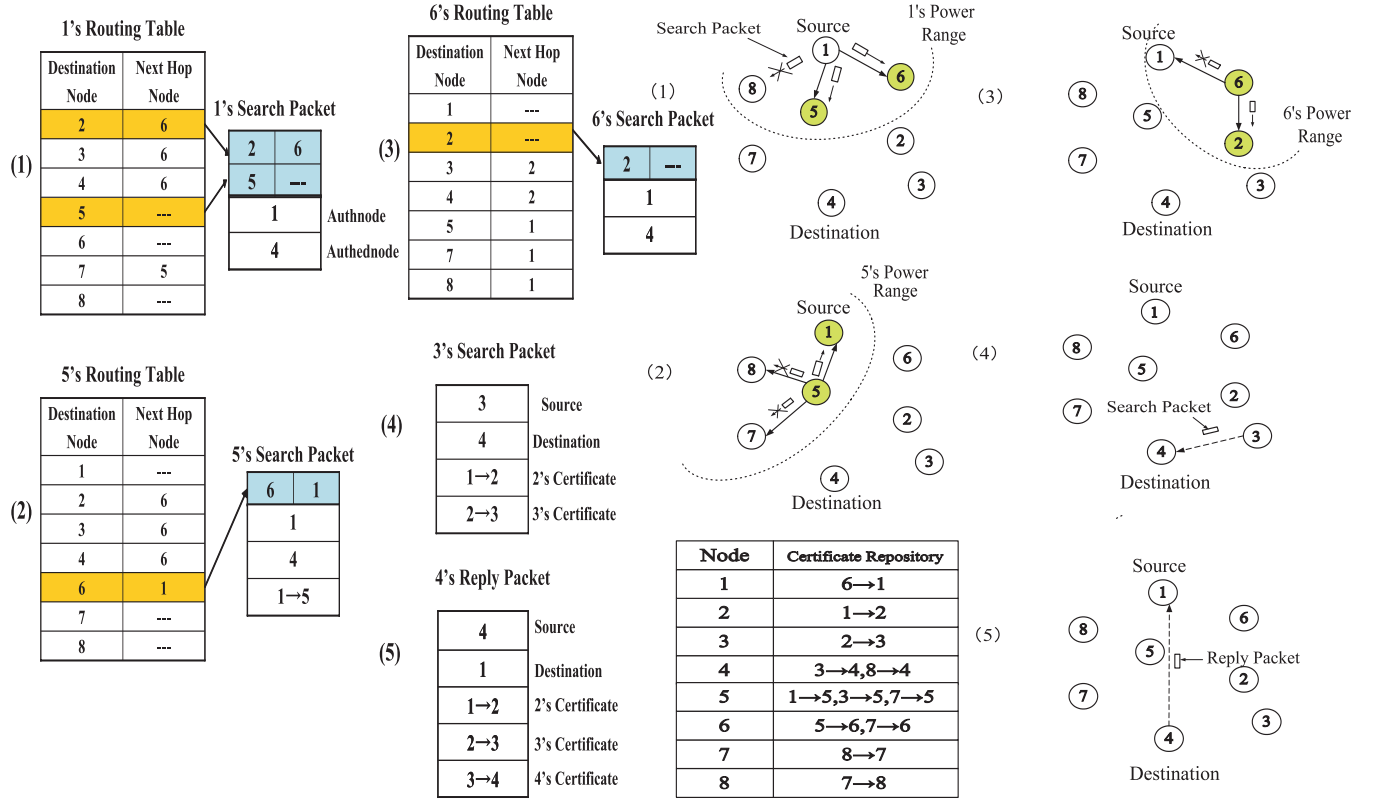 1's Routing Table
Destination Node Next Hop Node
2 6
3 6
4 6
5 ---
6 ---
7 5
8 ---
(1)
1's Search Packet
2 6
5 ---
1 Authnode
4 Authednode
5's Routing Table
Destination Node Next Hop Node
1 ---
2 6
3 6
4 6
6 1
7 ---
8 ---
(2)
5's Search Packet
6 1
1
4
1→5
6's Routing Table
Destination Node Next Hop Node
1 ---
2 ---
3 2
4 2
5 1
7 1
8 1
(3)
6's Search Packet
2 ---
1
4
3's Search Packet
(4)
3 Source
4 Destination
1→2 2's Certificate
2→3 3's Certificate
4's Reply Packet
(5)
4 Source
1 Destination
1→2 2's Certificate
2→3 3's Certificate
3→4 4's Certificate
(1)
Search Packet
Source
1's Power
Range
1
6
8
5
2
7
3
4
Destination
(3)
Source
1
6
8
5
6's Power
Range
2
7
3
4
Destination
(2)
5's Power
Range
Source
1
6
8
5
2
7
3
4
Destination
(4)
Source
1
6
8
5
2
7
Search Packet
3
4
Destination
Node Certificate Repository
1 6→1
2 1→2
3 2→3
4 3→4,8→4
5 1→5,3→5,7→5
6 5→6,7→6
7 8→7
8 7→8
(5)
Source
1
6
8
5
Reply Packet
2
7
3
4
Destination